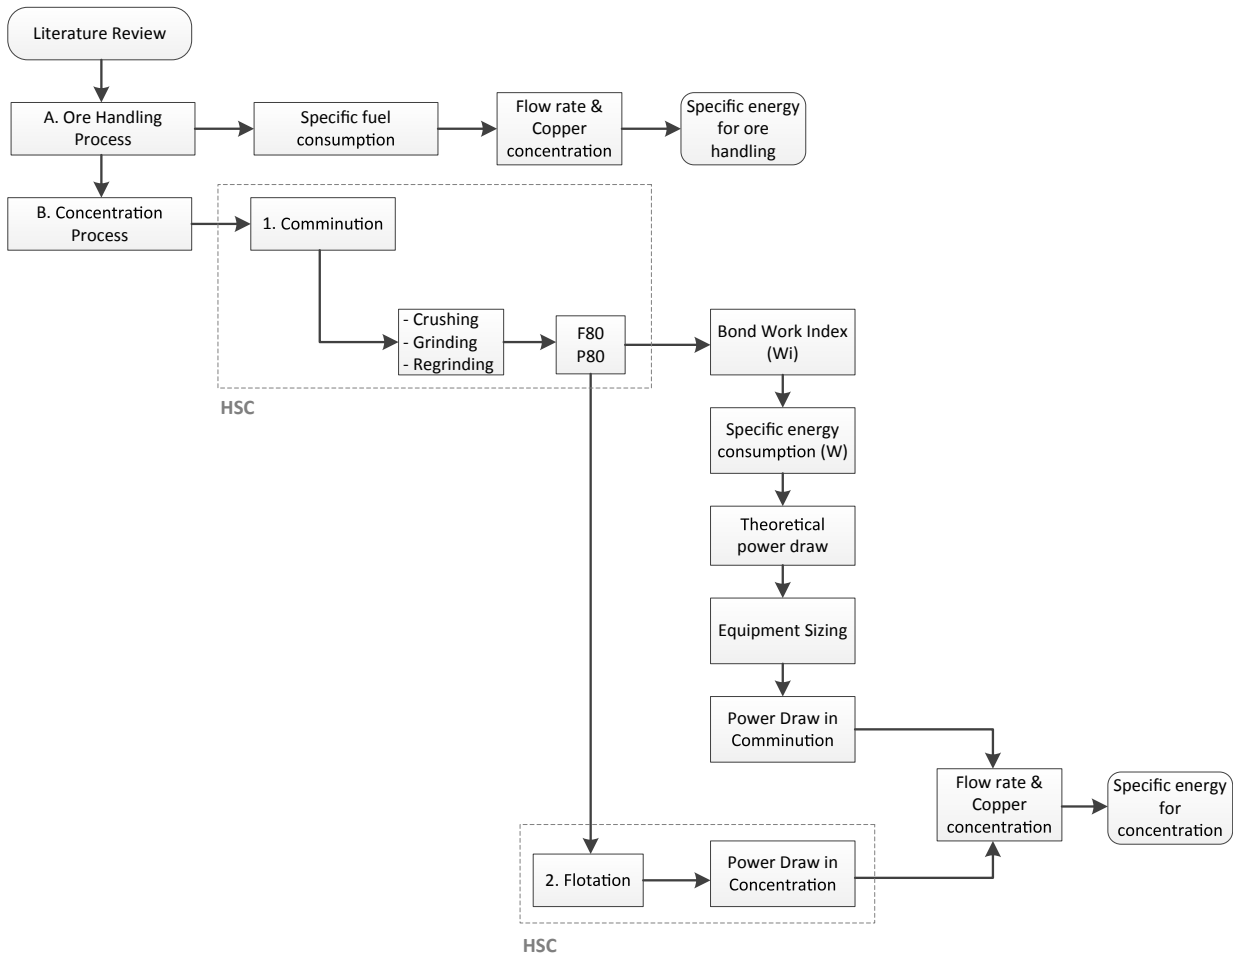 Literature Review
A. Ore Handling
Process
Specific fuel
consumption
Flow rate &
Copper
concentration
Specific energy
for ore
handling
B. Concentration
Process
1. Comminution
- Crushing
- Grinding
- Regrinding
F80
P80
HSC
Bond Work Index
(Wi)
Specific energy
consumption (W)
Theoretical
power draw
Equipment Sizing
Power Draw in
Comminution
Flow rate &
Copper
concentration
Specific energy
for
concentration
2. Flotation
Power Draw in
Concentration
HSC